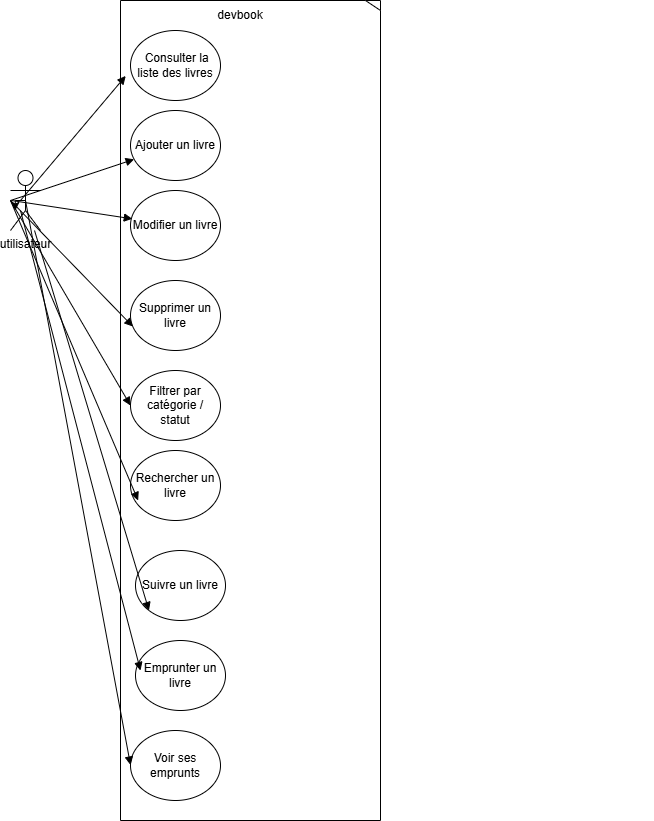 devbook
Consulter la
liste des livres
Ajouter un livre
Modifier un livre
utilisateur
Supprimer un
livre
Filtrer par
catégorie /
statut
Rechercher un
livre
Suivre un livre
Emprunter un
livre
Voir ses
emprunts